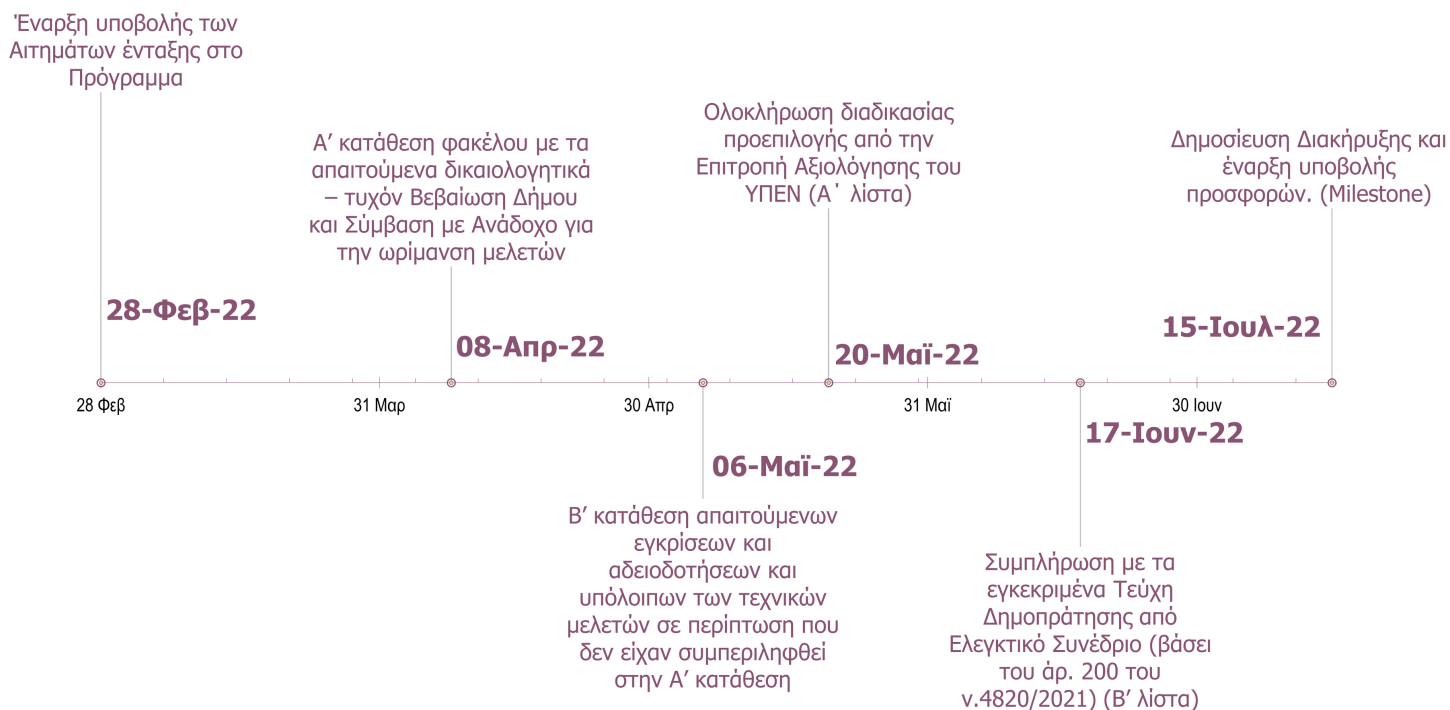 Έναρξη υποβολής των
Αιτημάτων ένταξης στο
Πρόγραμμα
28-Φεβ-22
Α’ κατάθεση φακέλου με τα
απαιτούμενα δικαιολογητικά
– τυχόν Βεβαίωση Δήμου
και Σύμβαση με Ανάδοχο για
την ωρίμανση μελετών
08-Απρ-22
Ολοκλήρωση διαδικασίας
προεπιλογής από την
Επιτροπή Αξιολόγησης του
ΥΠΕΝ (Α΄ λίστα)
20-Μαϊ-22
Δημοσίευση Διακήρυξης και
έναρξη υποβολής
προσφορών. (Milestone)
15-Ιουλ-22
28 Φεβ
31 Μαρ
30 Απρ
31 Μαϊ
30 Ιουν
06-Μαϊ-22
Β’ κατάθεση απαιτούμενων
εγκρίσεων και
αδειοδοτήσεων και
υπόλοιπων των τεχνικών
μελετών σε περίπτωση που
δεν είχαν συμπεριληφθεί
στην Α’ κατάθεση
17-Ιουν-22
Συμπλήρωση με τα
εγκεκριμένα Τεύχη
Δημοπράτησης από
Ελεγκτικό Συνέδριο (βάσει
του άρ. 200 του
ν.4820/2021) (Β’ λίστα)